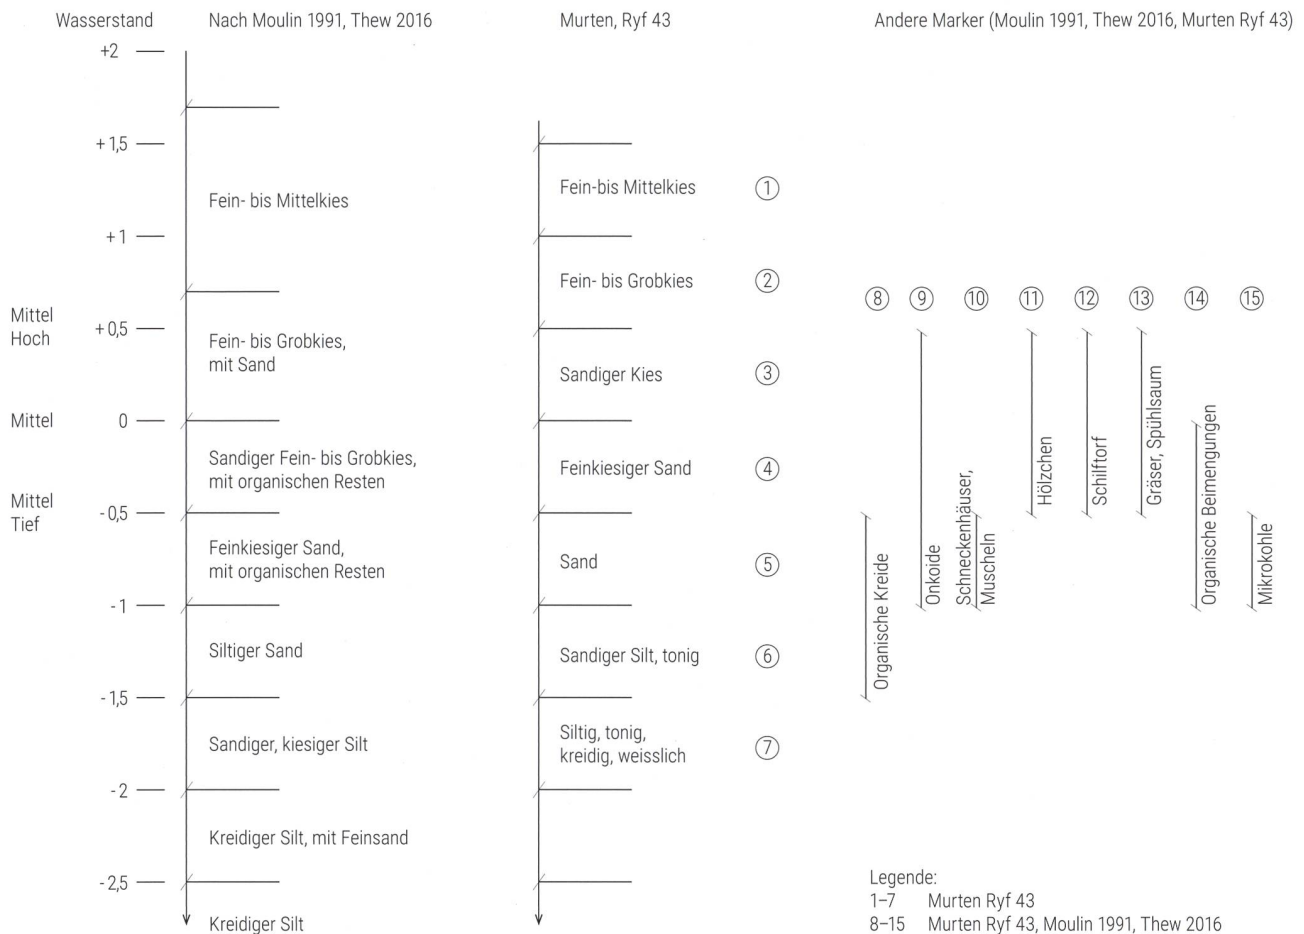 Wasserstand
Nach Moulin 1991, Thew 2016
Murten, Ryf 43
Andere Marker (Moulin 1991, Thew 2016, Murten Ryf 43)
+2
+ 1,5
+ 1
Mittel
Hoch
+ 0,5
Mittel
0
Mittel
Tief
- 0,5
- 1
- 1,5
- 2
- 2,5
Fein- bis Mittelkies
Fein- bis Grobkies,
mit Sand
Sandiger Fein- bis Grobkies,
mit organischen Resten
Feinkiesiger Sand,
mit organischen Resten
Siltiger Sand
Sandiger, kiesiger Silt
Kreidiger Silt, mit Feinsand
Kreidiger Silt
Fein-bis Mittelkies
1
Fein- bis Grobkies
2
Sandiger Kies
3
Feinkiesiger Sand
4
Sand
5
Sandiger Silt, tonig
6
Siltig, tonig,
kreidig, weisslich
7
8
9
10
11
12
13
14
15
Organische Kreide
Onkoide
Schneckenhäuser,
Muscheln
Hölzchen
Schilftorf
Gräser, Spühlsaum
Organische Beimengungen
Mikrokohle
Legende:
1–7 Murten Ryf 43
8–15 Murten Ryf 43, Moulin 1991, Thew 2016